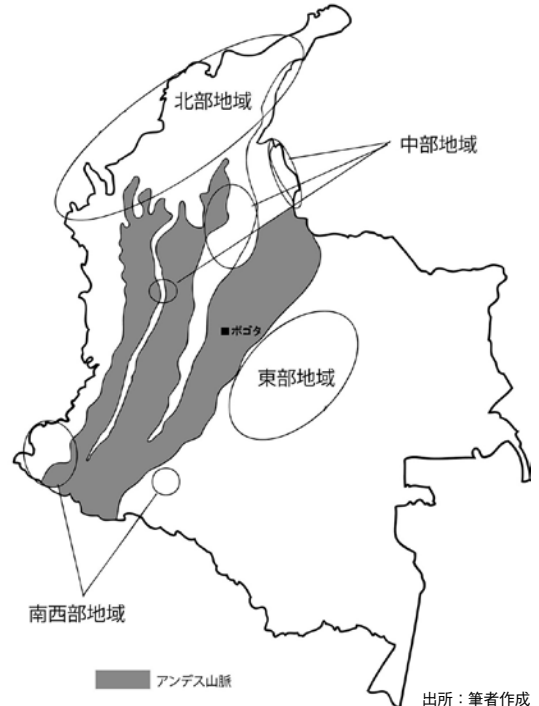 北部地域
中部地域
■ボゴタ
東部地域
南西部地域
アンデス山脈
出所：筆者作成